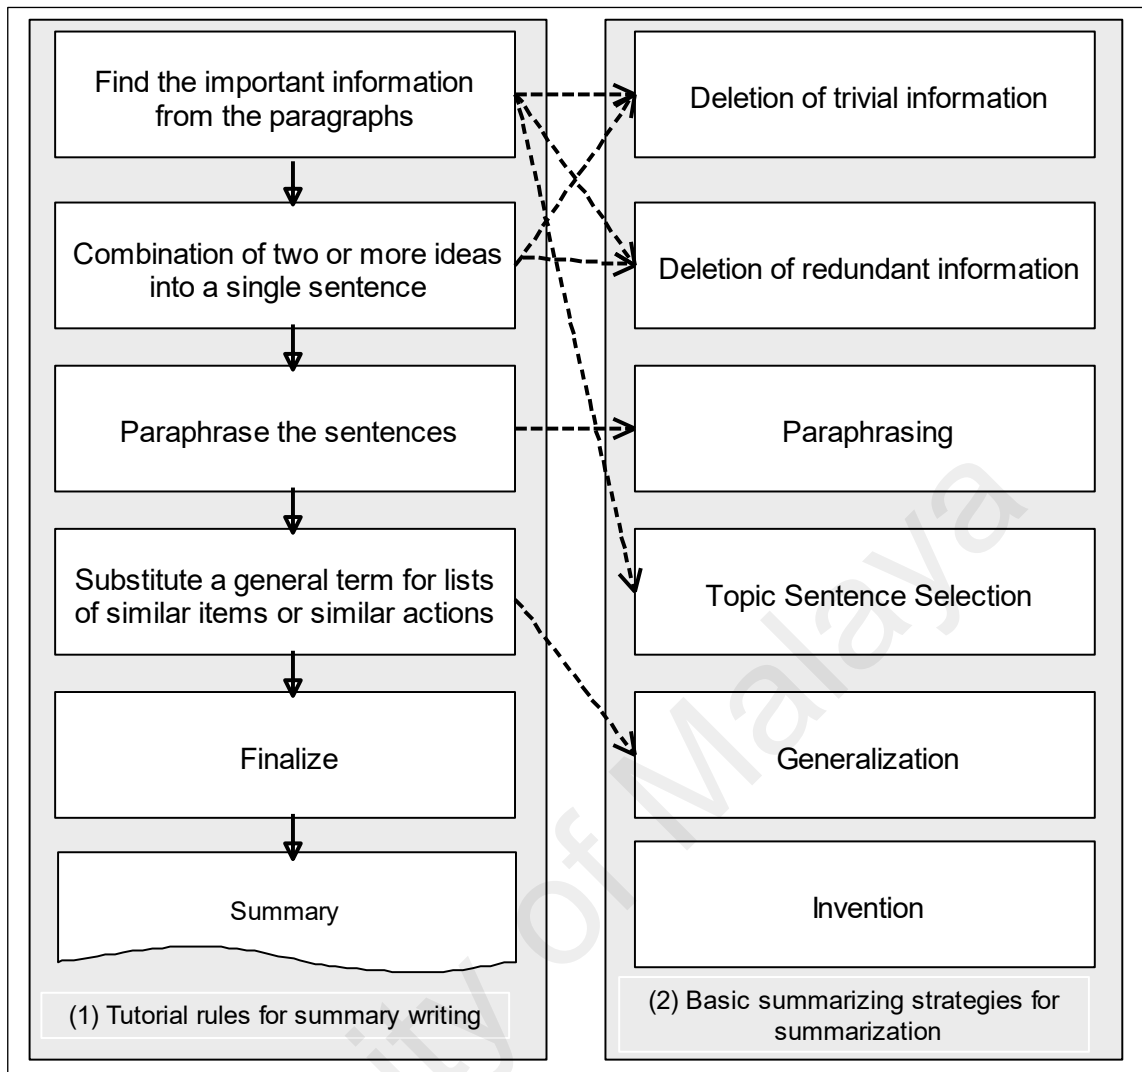 Find the important information
from the paragraphs
Combination of two or more ideas
into a single sentence
Paraphrase the sentences
Substitute a general term for lists
of similar items or similar actions
Finalize
Summary
(1) Tutorial rules for summary writing
Deletion of trivial information
Deletion of redundant information
Paraphrasing
Topic Sentence Selection
Generalization
Invention
(2) Basic summarizing strategies for
summarization
ity of Malaya